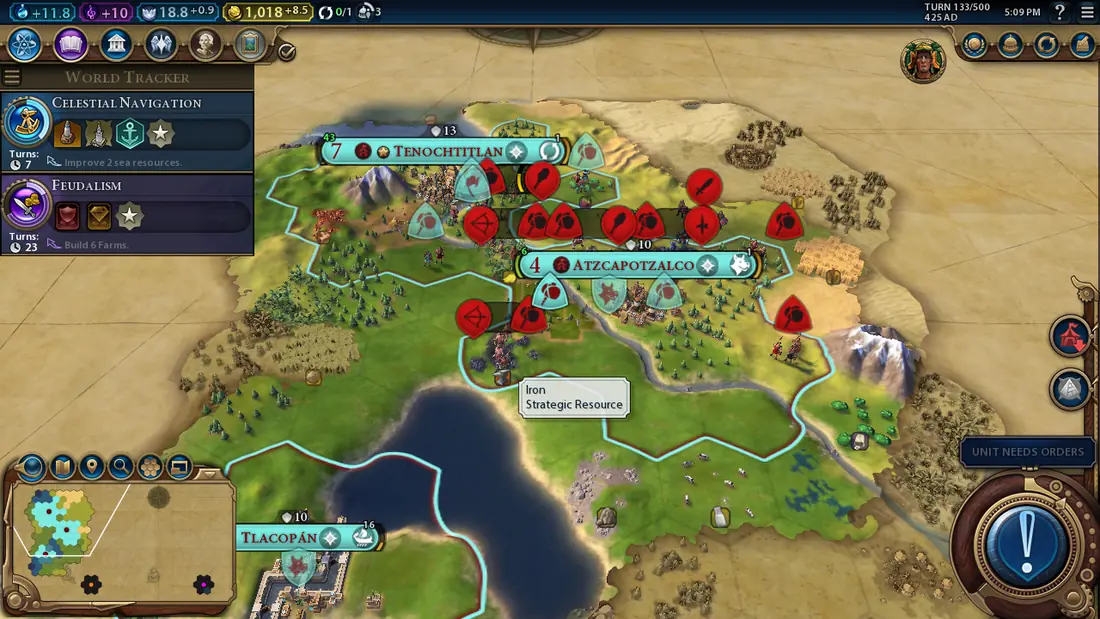 +11.8 +10 18.8 +0.9 1,018 +8.5 0/1 3
TURN 133/500
425 AD
5:09 PM
?
WORLD TRACKER
CELESTIAL NAVIGATION
Turns:
7
Improve 2 sea resources.
FEUDALISM
Turns:
23
Build 6 Farms.
13
43
7 TENOCHTITLAN 1
10
6
4 ATZCAPOTZALCO 1
Iron
Strategic Resource
UNIT NEEDS ORDERS
10
TLACOPÁN 16